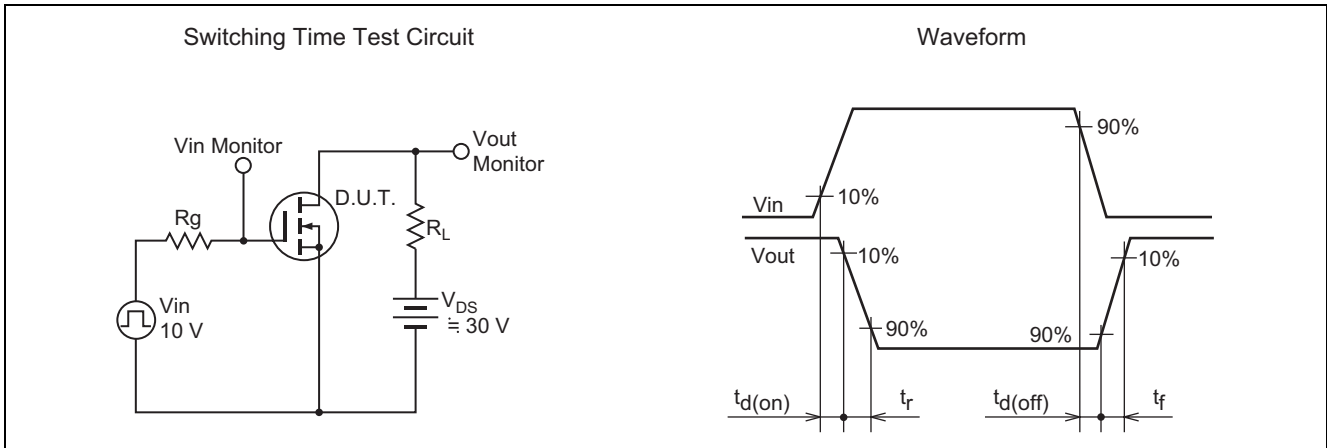 Switching Time Test Circuit
Vin Monitor
Vout
Monitor
D.U.T.
Rg
RL
Vin
10 V
VDS
≒ 30 V
Waveform
90%
10%
Vin
Vout
10%
10%
90%
90%
td(on)
tr
td(off)
tf